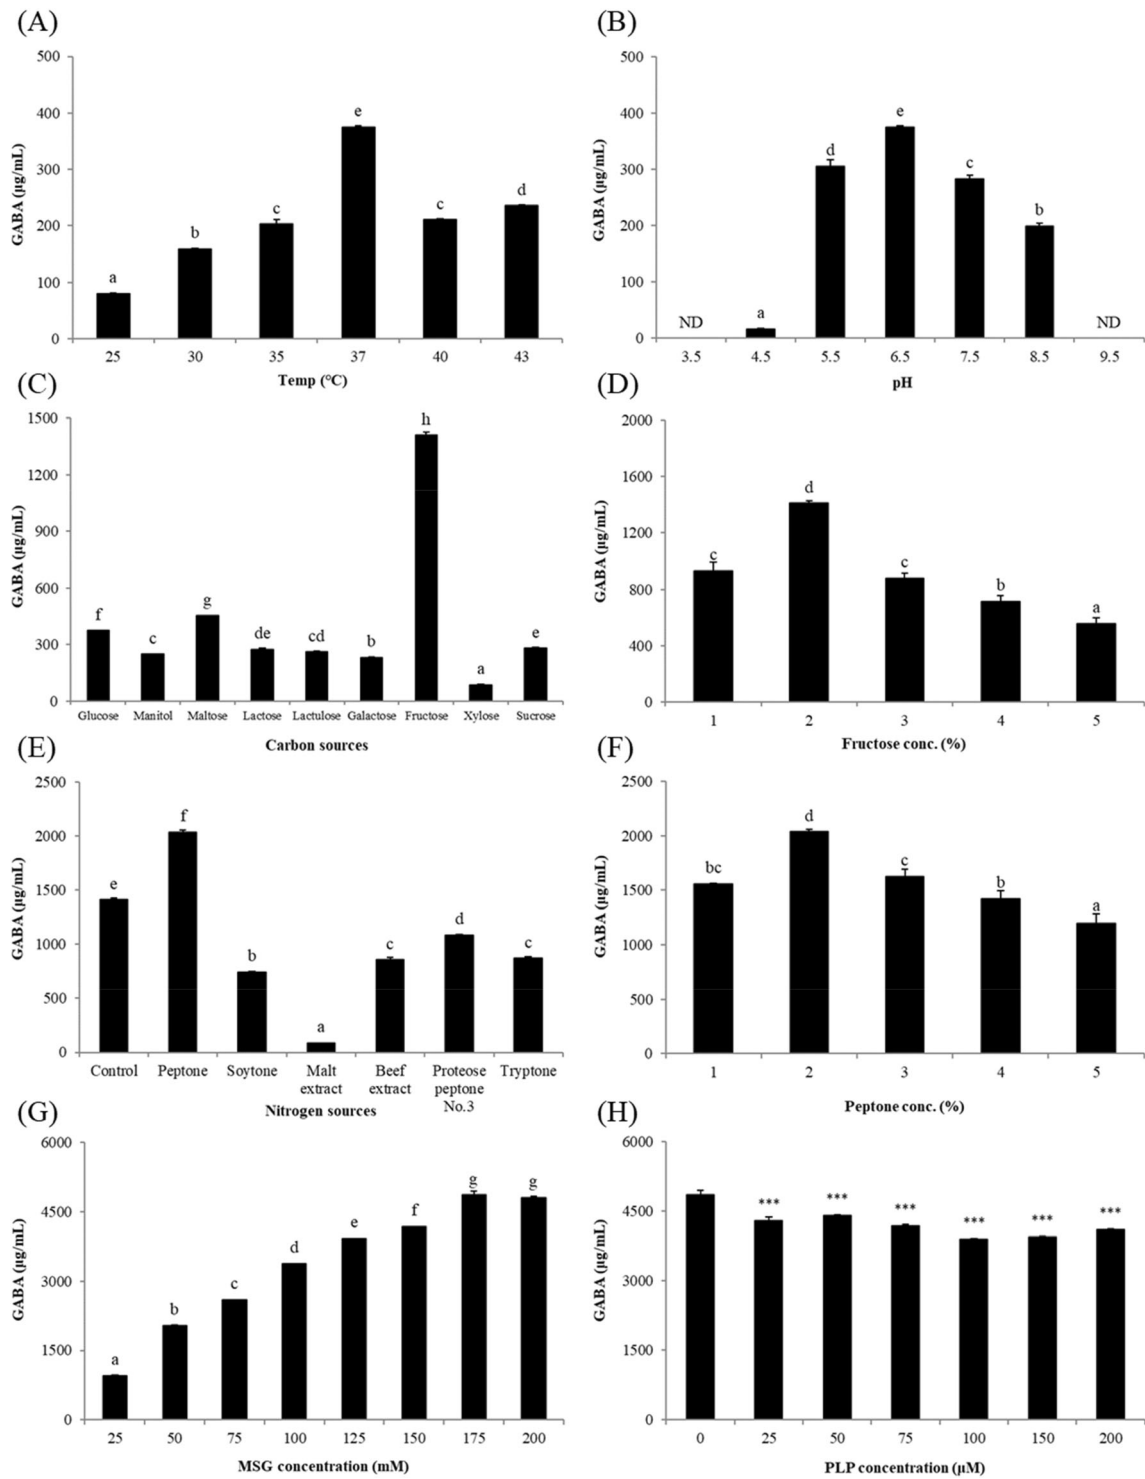 (A)
500
400
300
200
100
0
GABA (µg/mL)
a
b
c
e
c
d
25 30 35 37 40 43
Temp (°C)
(B)
500
400
300
200
100
0
GABA (µg/mL)
ND
a
d
e
c
b
ND
3.5 4.5 5.5 6.5 7.5 8.5 9.5
pH
(C)
1500
1200
900
600
300
0
GABA (µg/mL)
f
c
g
de
cd
b
h
a
e
Glucose Manitol Maltose Lactose Lactulose Galactose Fructose Xylose Sucrose
Carbon sources
(D)
2000
1600
1200
800
400
0
GABA (µg/mL)
c
d
c
b
a
1 2 3 4 5
Fructose conc. (%)
(E)
2500
2000
1500
1000
500
0
GABA (µg/mL)
e
f
b
a
c
d
c
Control Peptone Soytone Malt Beef Proteose Tryptone
extract extract peptone
No.3
Nitrogen sources
(F)
2500
2000
1500
1000
500
0
GABA (µg/mL)
bc
d
c
b
a
1 2 3 4 5
Peptone conc. (%)
(G)
6000
4500
3000
1500
0
GABA (µg/mL)
a
b
c
d
e
f
g
g
25 50 75 100 125 150 175 200
MSG concentration (mM)
(H)
6000
4500
3000
1500
0
GABA (µg/mL)
***
***
***
***
***
***
0 25 50 75 100 150 200
PLP concentration (µM)